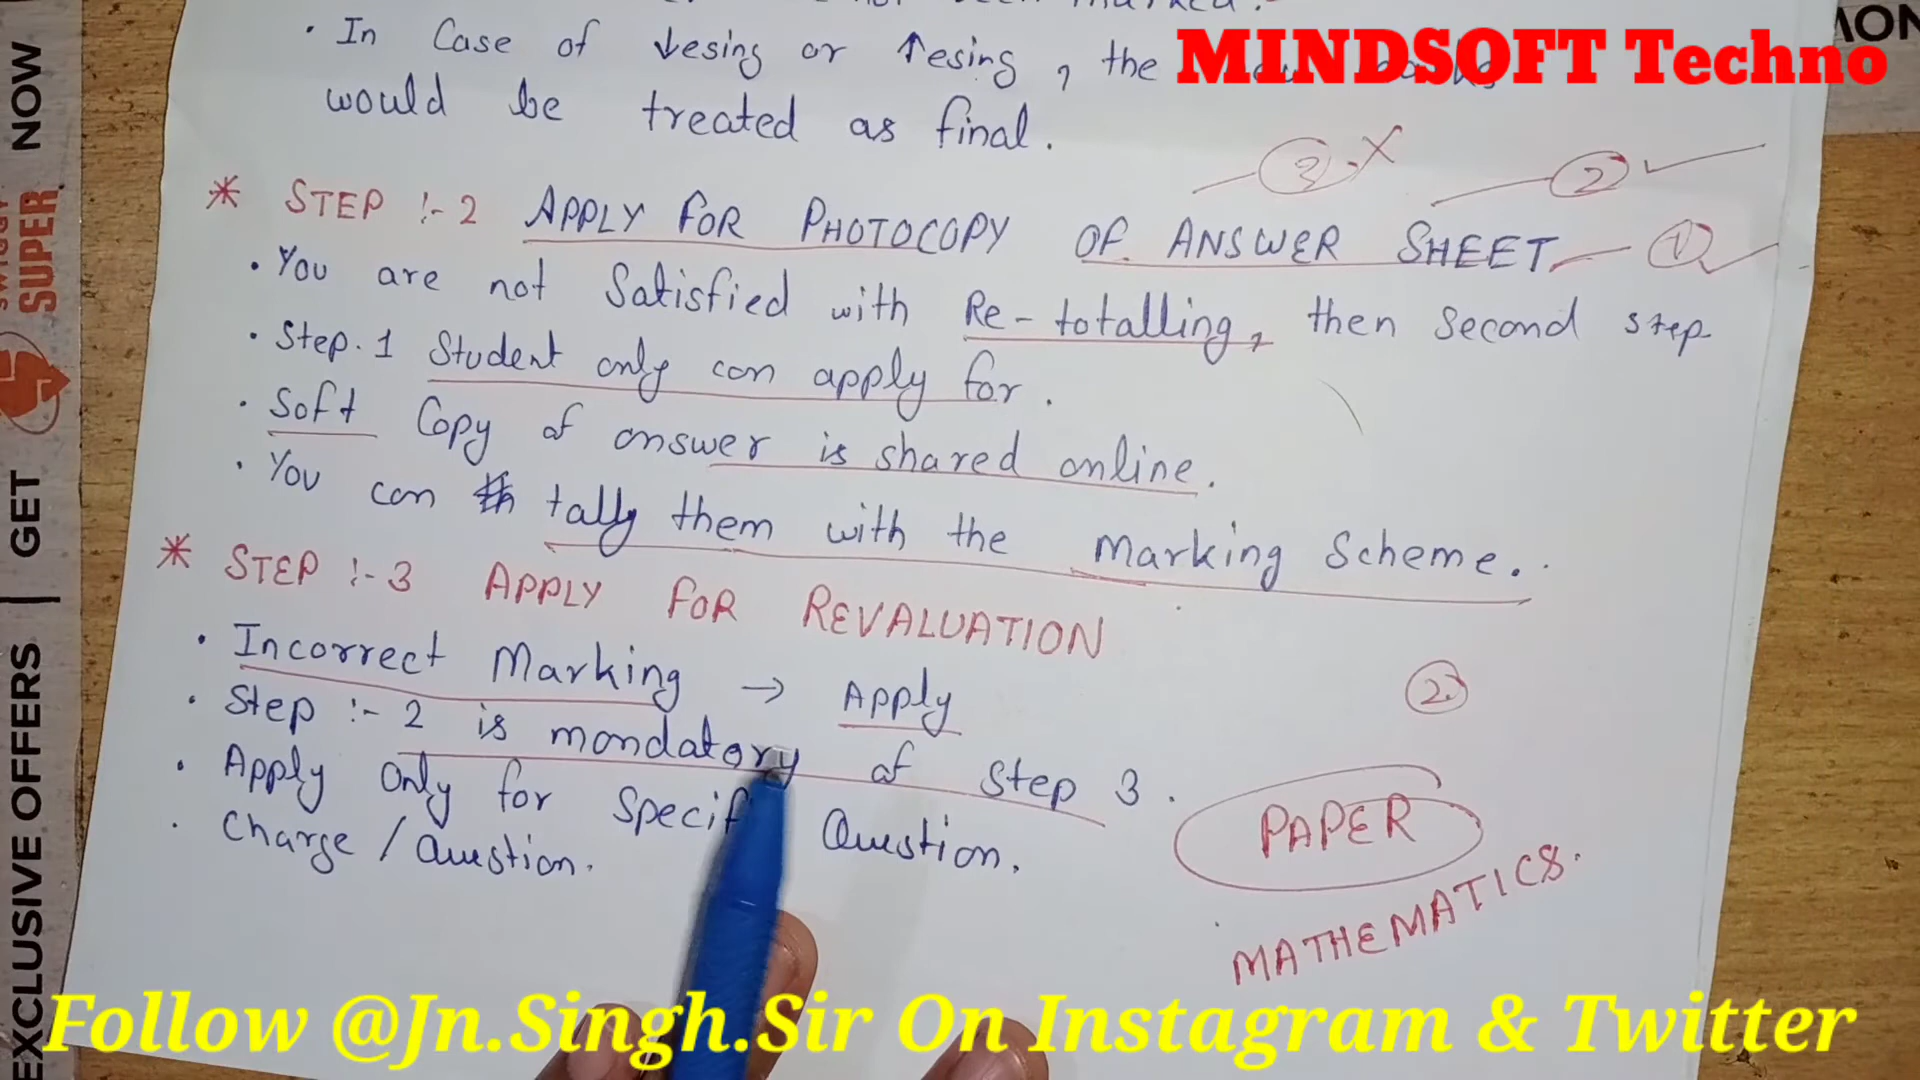 MINDSOFT Techno
• In Case of ↓esing or ↑esing, the
would be treated as final.
3 ✗
2 ✓
* STEP :- 2 APPLY FOR PHOTOCOPY OF ANSWER SHEET
1 ✓
• You are not Satisfied with Re-totalling, then second step
• Step. 1 Student only can apply for.
• Soft Copy of answer is shared online.
• You can tally them with the Marking Scheme.
* STEP :- 3 APPLY FOR REVALUATION
• Incorrect Marking → Apply
2.
• Step :- 2 is mandatory of Step 3.
• Apply only for Question.
• Charge / Question.
PAPER
MATHEMATICS.
Follow @Jn.Singh.Sir On Instagram & Twitter
EXCLUSIVE OFFERS | GET
SUPER NOW